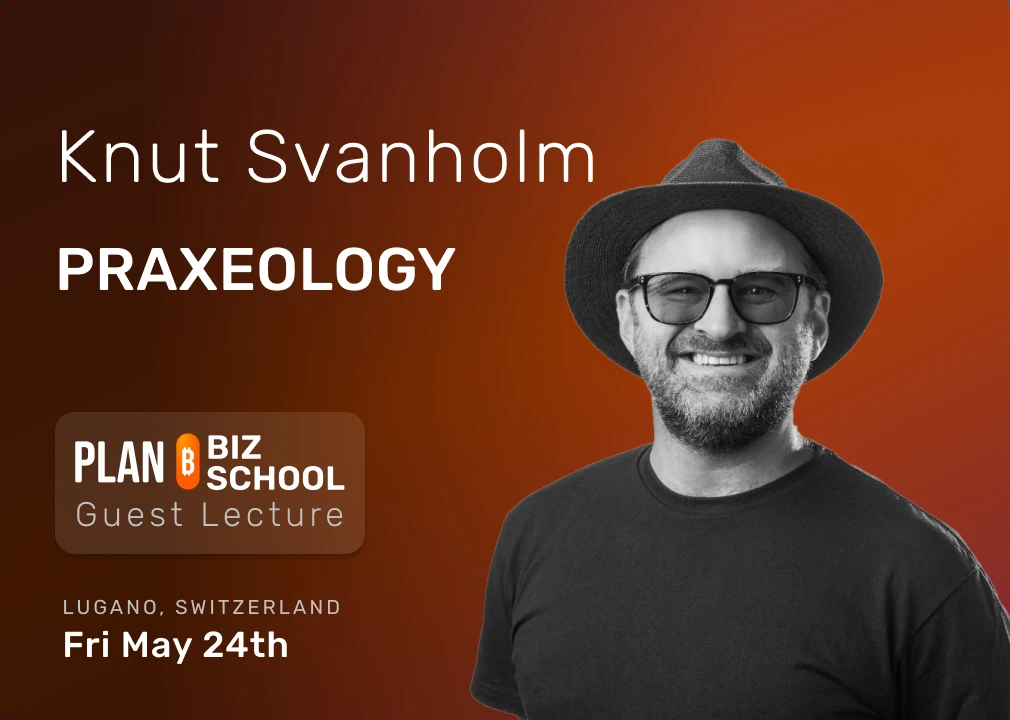 Knut Svanholm
PRAXEOLOGY
PLAN ₿ BIZ
SCHOOL
Guest Lecture
LUGANO, SWITZERLAND
Fri May 24th